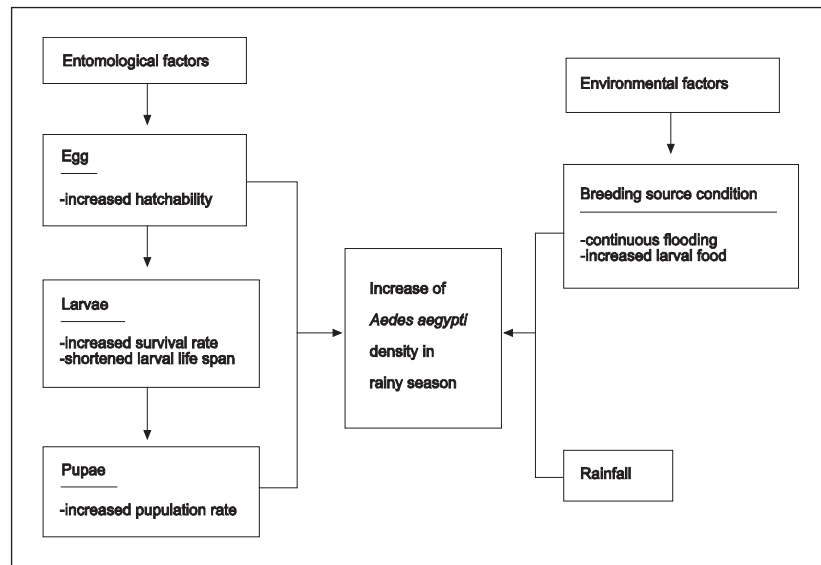 Entomological factors
Egg
-increased hatchability
Larvae
-increased survival rate
-shortened larval life span
Pupae
-increased pupulation rate
Increase of
Aedes aegypti
density in
rainy season
Environmental factors
Breeding source condition
-continuous flooding
-increased larval food
Rainfall